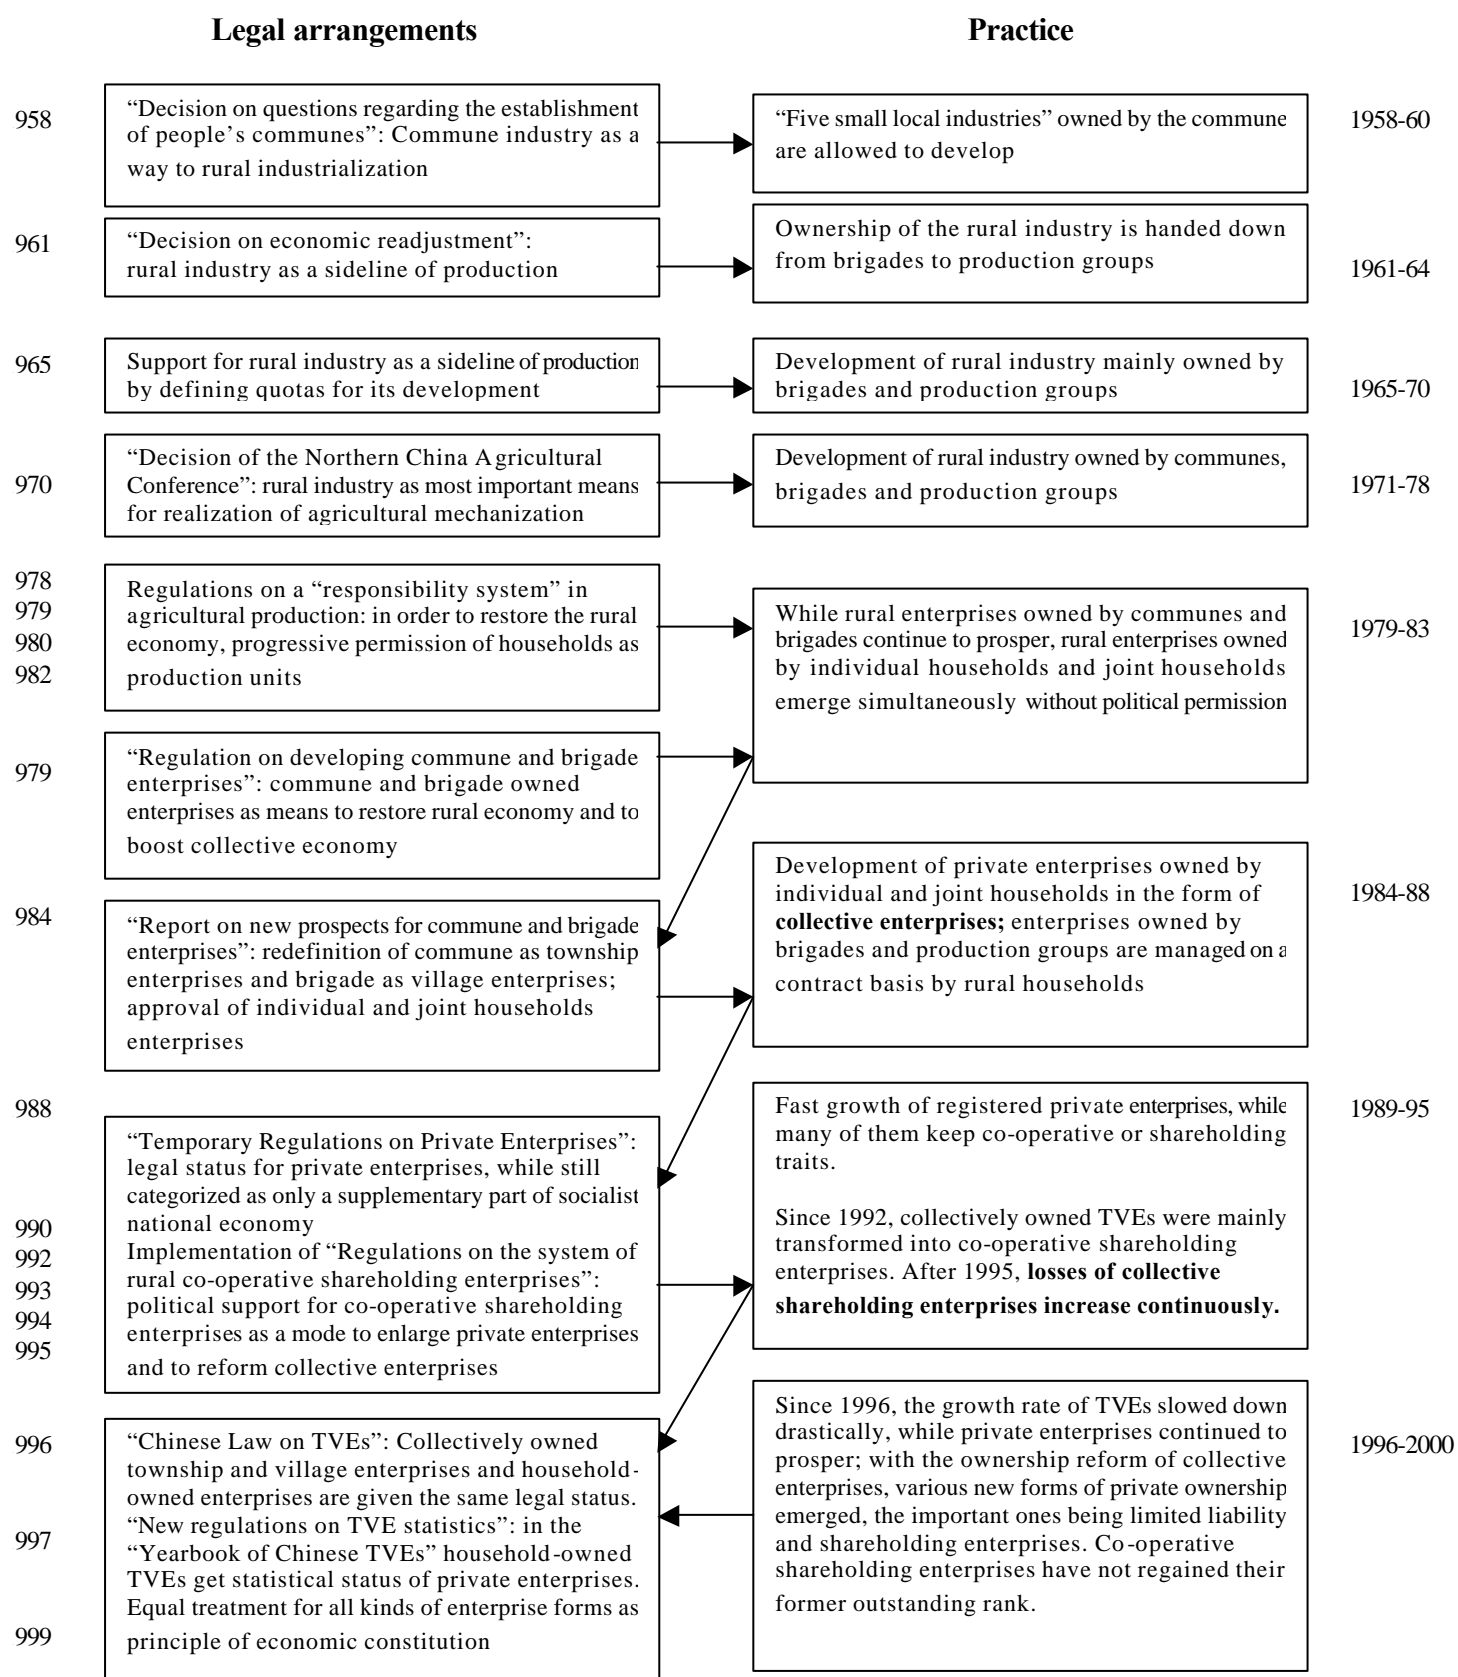 Legal arrangements
Practice
958
“Decision on questions regarding the establishment
of people’s communes”: Commune industry as a
way to rural industrialization
“Five small local industries” owned by the commune
are allowed to develop
1958-60
961
“Decision on economic readjustment”:
rural industry as a sideline of production
Ownership of the rural industry is handed down
from brigades to production groups
1961-64
965
Support for rural industry as a sideline of production
by defining quotas for its development
Development of rural industry mainly owned by
brigades and production groups
1965-70
970
“Decision of the Northern China Agricultural
Conference”: rural industry as most important means
for realization of agricultural mechanization
Development of rural industry owned by communes,
brigades and production groups
1971-78
978
979
980
982
Regulations on a “responsibility system” in
agricultural production: in order to restore the rural
economy, progressive permission of households as
production units
While rural enterprises owned by communes and
brigades continue to prosper, rural enterprises owned
by individual households and joint households
emerge simultaneously without political permission
1979-83
979
“Regulation on developing commune and brigade
enterprises”: commune and brigade owned
enterprises as means to restore rural economy and to
boost collective economy
Development of private enterprises owned by
individual and joint households in the form of
collective enterprises; enterprises owned by
brigades and production groups are managed on a
contract basis by rural households
1984-88
984
“Report on new prospects for commune and brigade
enterprises”: redefinition of commune as township
enterprises and brigade as village enterprises;
approval of individual and joint households
enterprises
988
990
992
993
994
995
“Temporary Regulations on Private Enterprises”:
legal status for private enterprises, while still
categorized as only a supplementary part of socialist
national economy
Implementation of “Regulations on the system of
rural co-operative shareholding enterprises”:
political support for co-operative shareholding
enterprises as a mode to enlarge private enterprises
and to reform collective enterprises
Fast growth of registered private enterprises, while
many of them keep co-operative or shareholding
traits.
Since 1992, collectively owned TVEs were mainly
transformed into co-operative shareholding
enterprises. After 1995, losses of collective
shareholding enterprises increase continuously.
1989-95
996
997
999
“Chinese Law on TVEs”: Collectively owned
township and village enterprises and household-
owned enterprises are given the same legal status.
“New regulations on TVE statistics”: in the
“Yearbook of Chinese TVEs” household-owned
TVEs get statistical status of private enterprises.
Equal treatment for all kinds of enterprise forms as
principle of economic constitution
Since 1996, the growth rate of TVEs slowed down
drastically, while private enterprises continued to
prosper; with the ownership reform of collective
enterprises, various new forms of private ownership
emerged, the important ones being limited liability
and shareholding enterprises. Co-operative
shareholding enterprises have not regained their
former outstanding rank.
1996-2000